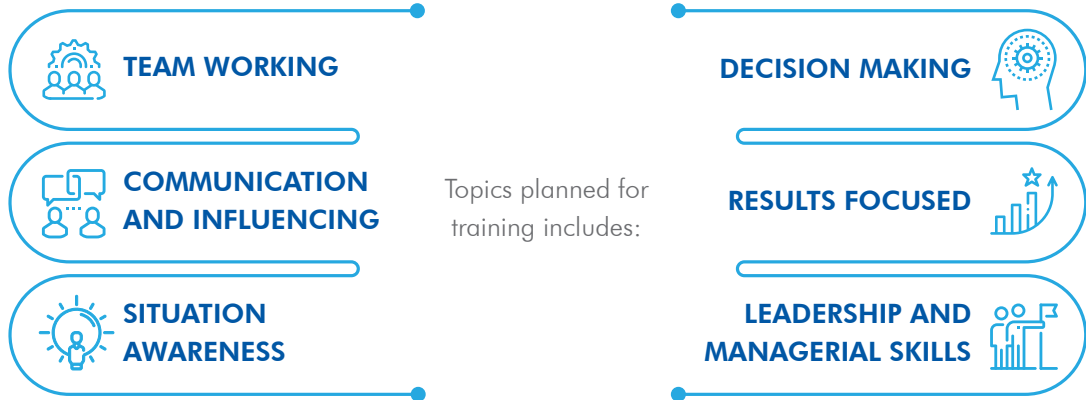 TEAM WORKING
COMMUNICATION
AND INFLUENCING
SITUATION
AWARENESS
Topics planned for
training includes:
DECISION MAKING
RESULTS FOCUSED
LEADERSHIP AND
MANAGERIAL SKILLS